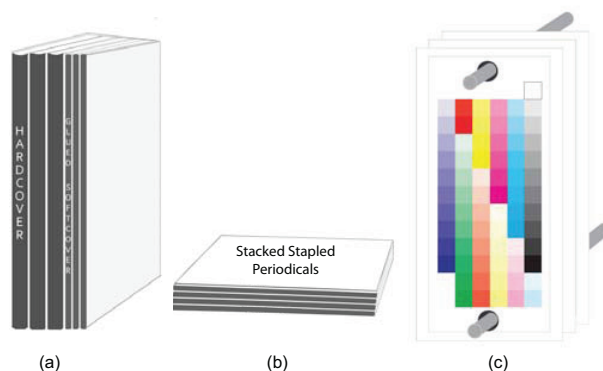 HARDCOVER
GLUED SOFTCOVER
Stacked Stapled
Periodicals
(a)
(b)
(c)